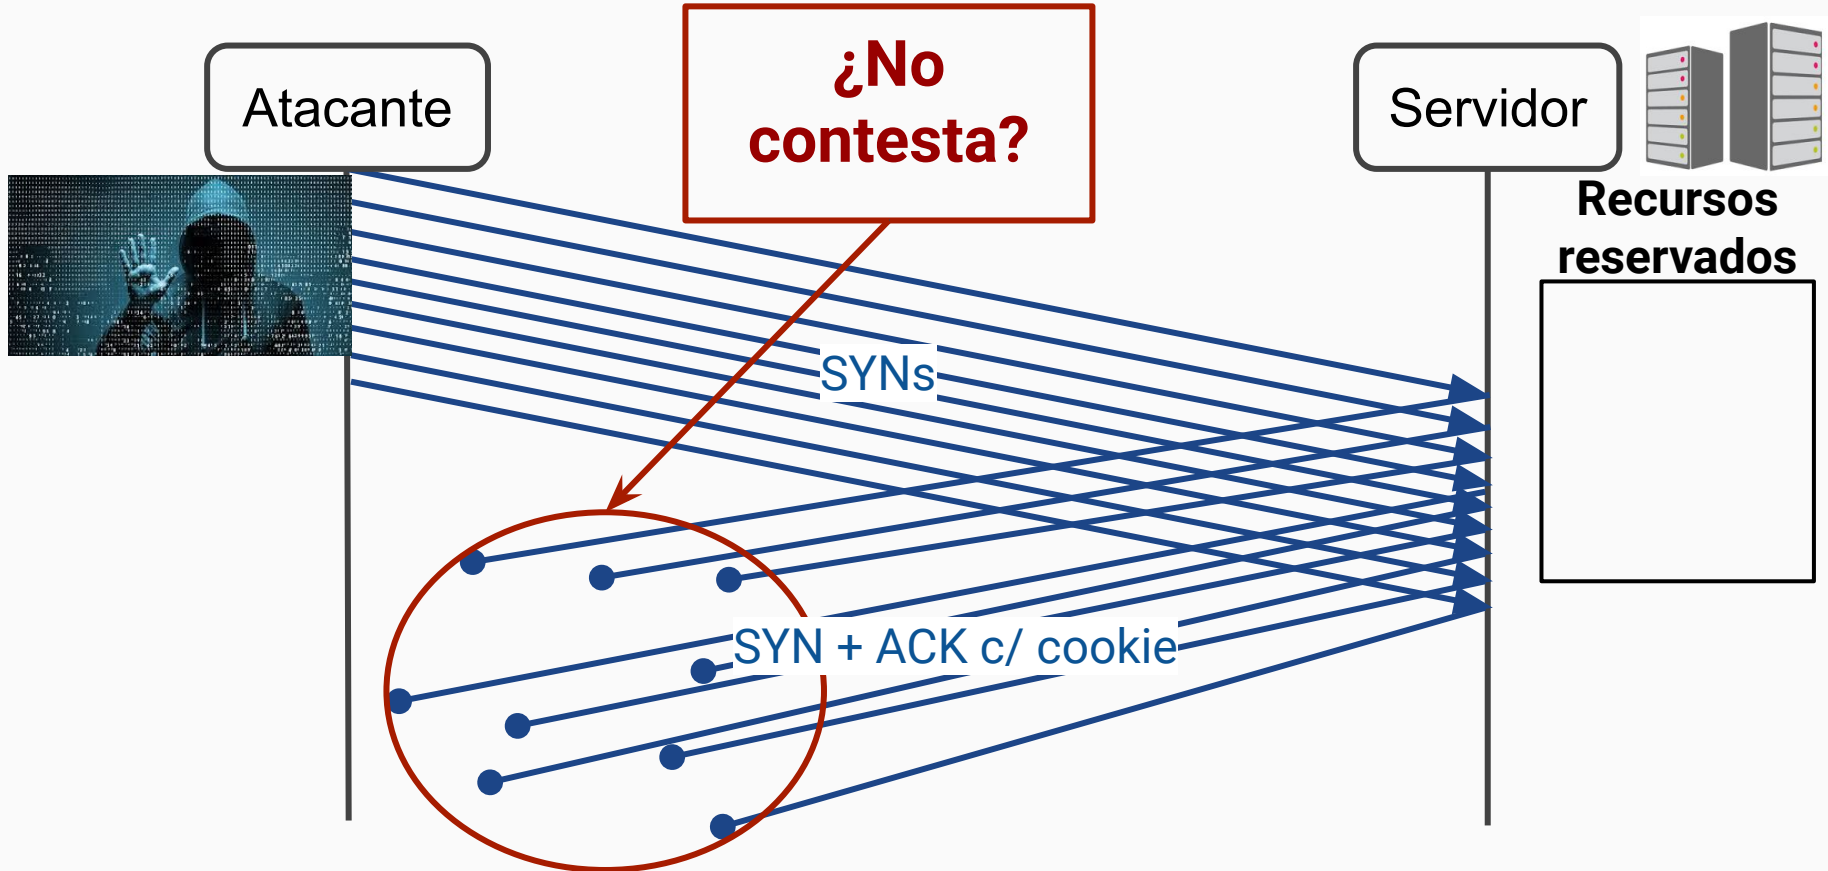 ¿No
contesta?
Atacante
Servidor
Recursos
reservados
SYNs
SYN + ACK c/ cookie